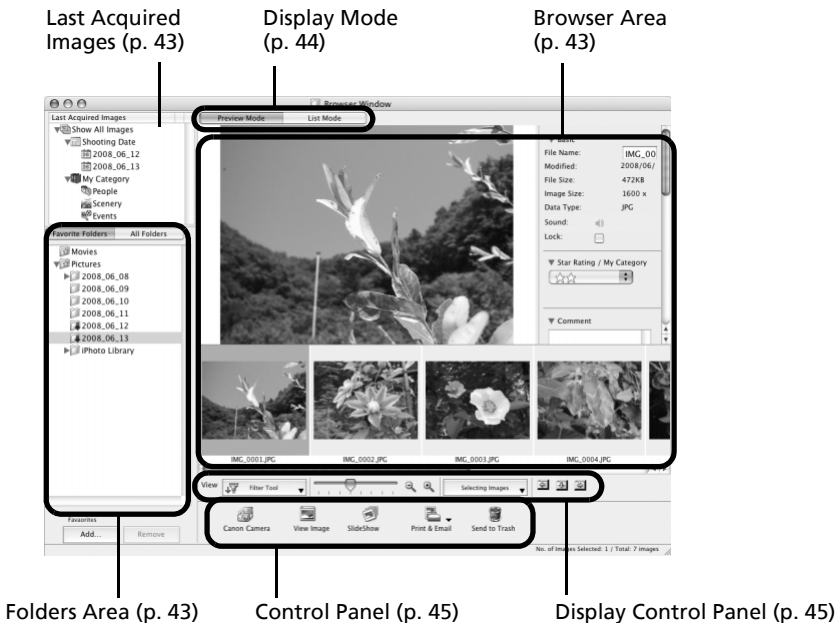 Last Acquired
Images (p. 43)
Display Mode
(p. 44)
Browser Area
(p. 43)
Browser Window
Last Acquired Images
Show All Images
Shooting Date
2008_06_12
2008_06_13
My Category
People
Scenery
Events
Preview Mode
List Mode
Basic
File Name: IMG_00
Modified: 2008/06/
File Size: 472KB
Image Size: 1600 x
Data Type: JPG
Sound:
Lock:
Star Rating / My Category
Comment
Favorite Folders
All Folders
Movies
Pictures
2008_06_08
2008_06_09
2008_06_10
2008_06_11
2008_06_12
2008_06_13
iPhoto Library
IMG_0001.JPG
IMG_0002.JPG
IMG_0003.JPG
IMG_0004.JPG
View
Filter Tool
Selecting Images
Favaorites
Add...
Remove
Canon Camera
View Image
SlideShow
Print & Email
Send to Trash
No. of Images Selected: 1 / Total: 7 images
Folders Area (p. 43)
Control Panel (p. 45)
Display Control Panel (p. 45)